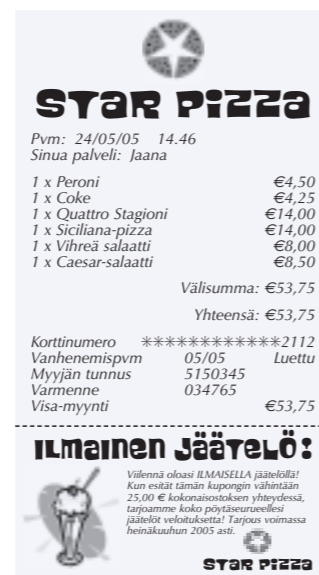 STaR PiZZa
Pvm: 24/05/05 14.46
Sinua palveli: Jaana
1 x Peroni €4,50
1 x Coke €4,25
1 x Quattro Stagioni €14,00
1 x Siciliana-pizza €14,00
1 x Vihreä salaatti €8,00
1 x Caesar-salaatti €8,50
Välisumma: €53,75
Yhteensä: €53,75
Korttinumero ************2112
Vanhenemispvm 05/05 Luettu
Myyjän tunnus 5150345
Varmenne 034765
Visa-myynti €53,75
ILmainen Jäätelö!
Viilennä oloasi ILMAISELLA jäätelöllä!
Kun esität tämän kupongin vähintään
25,00 € kokonaisostoksen yhteydessä,
tarjoamme koko pöytäseurueellesi
jäätelöt veloituksetta! Tarjous voimassa
heinäkuuhun 2005 asti.
STaR PiZZa